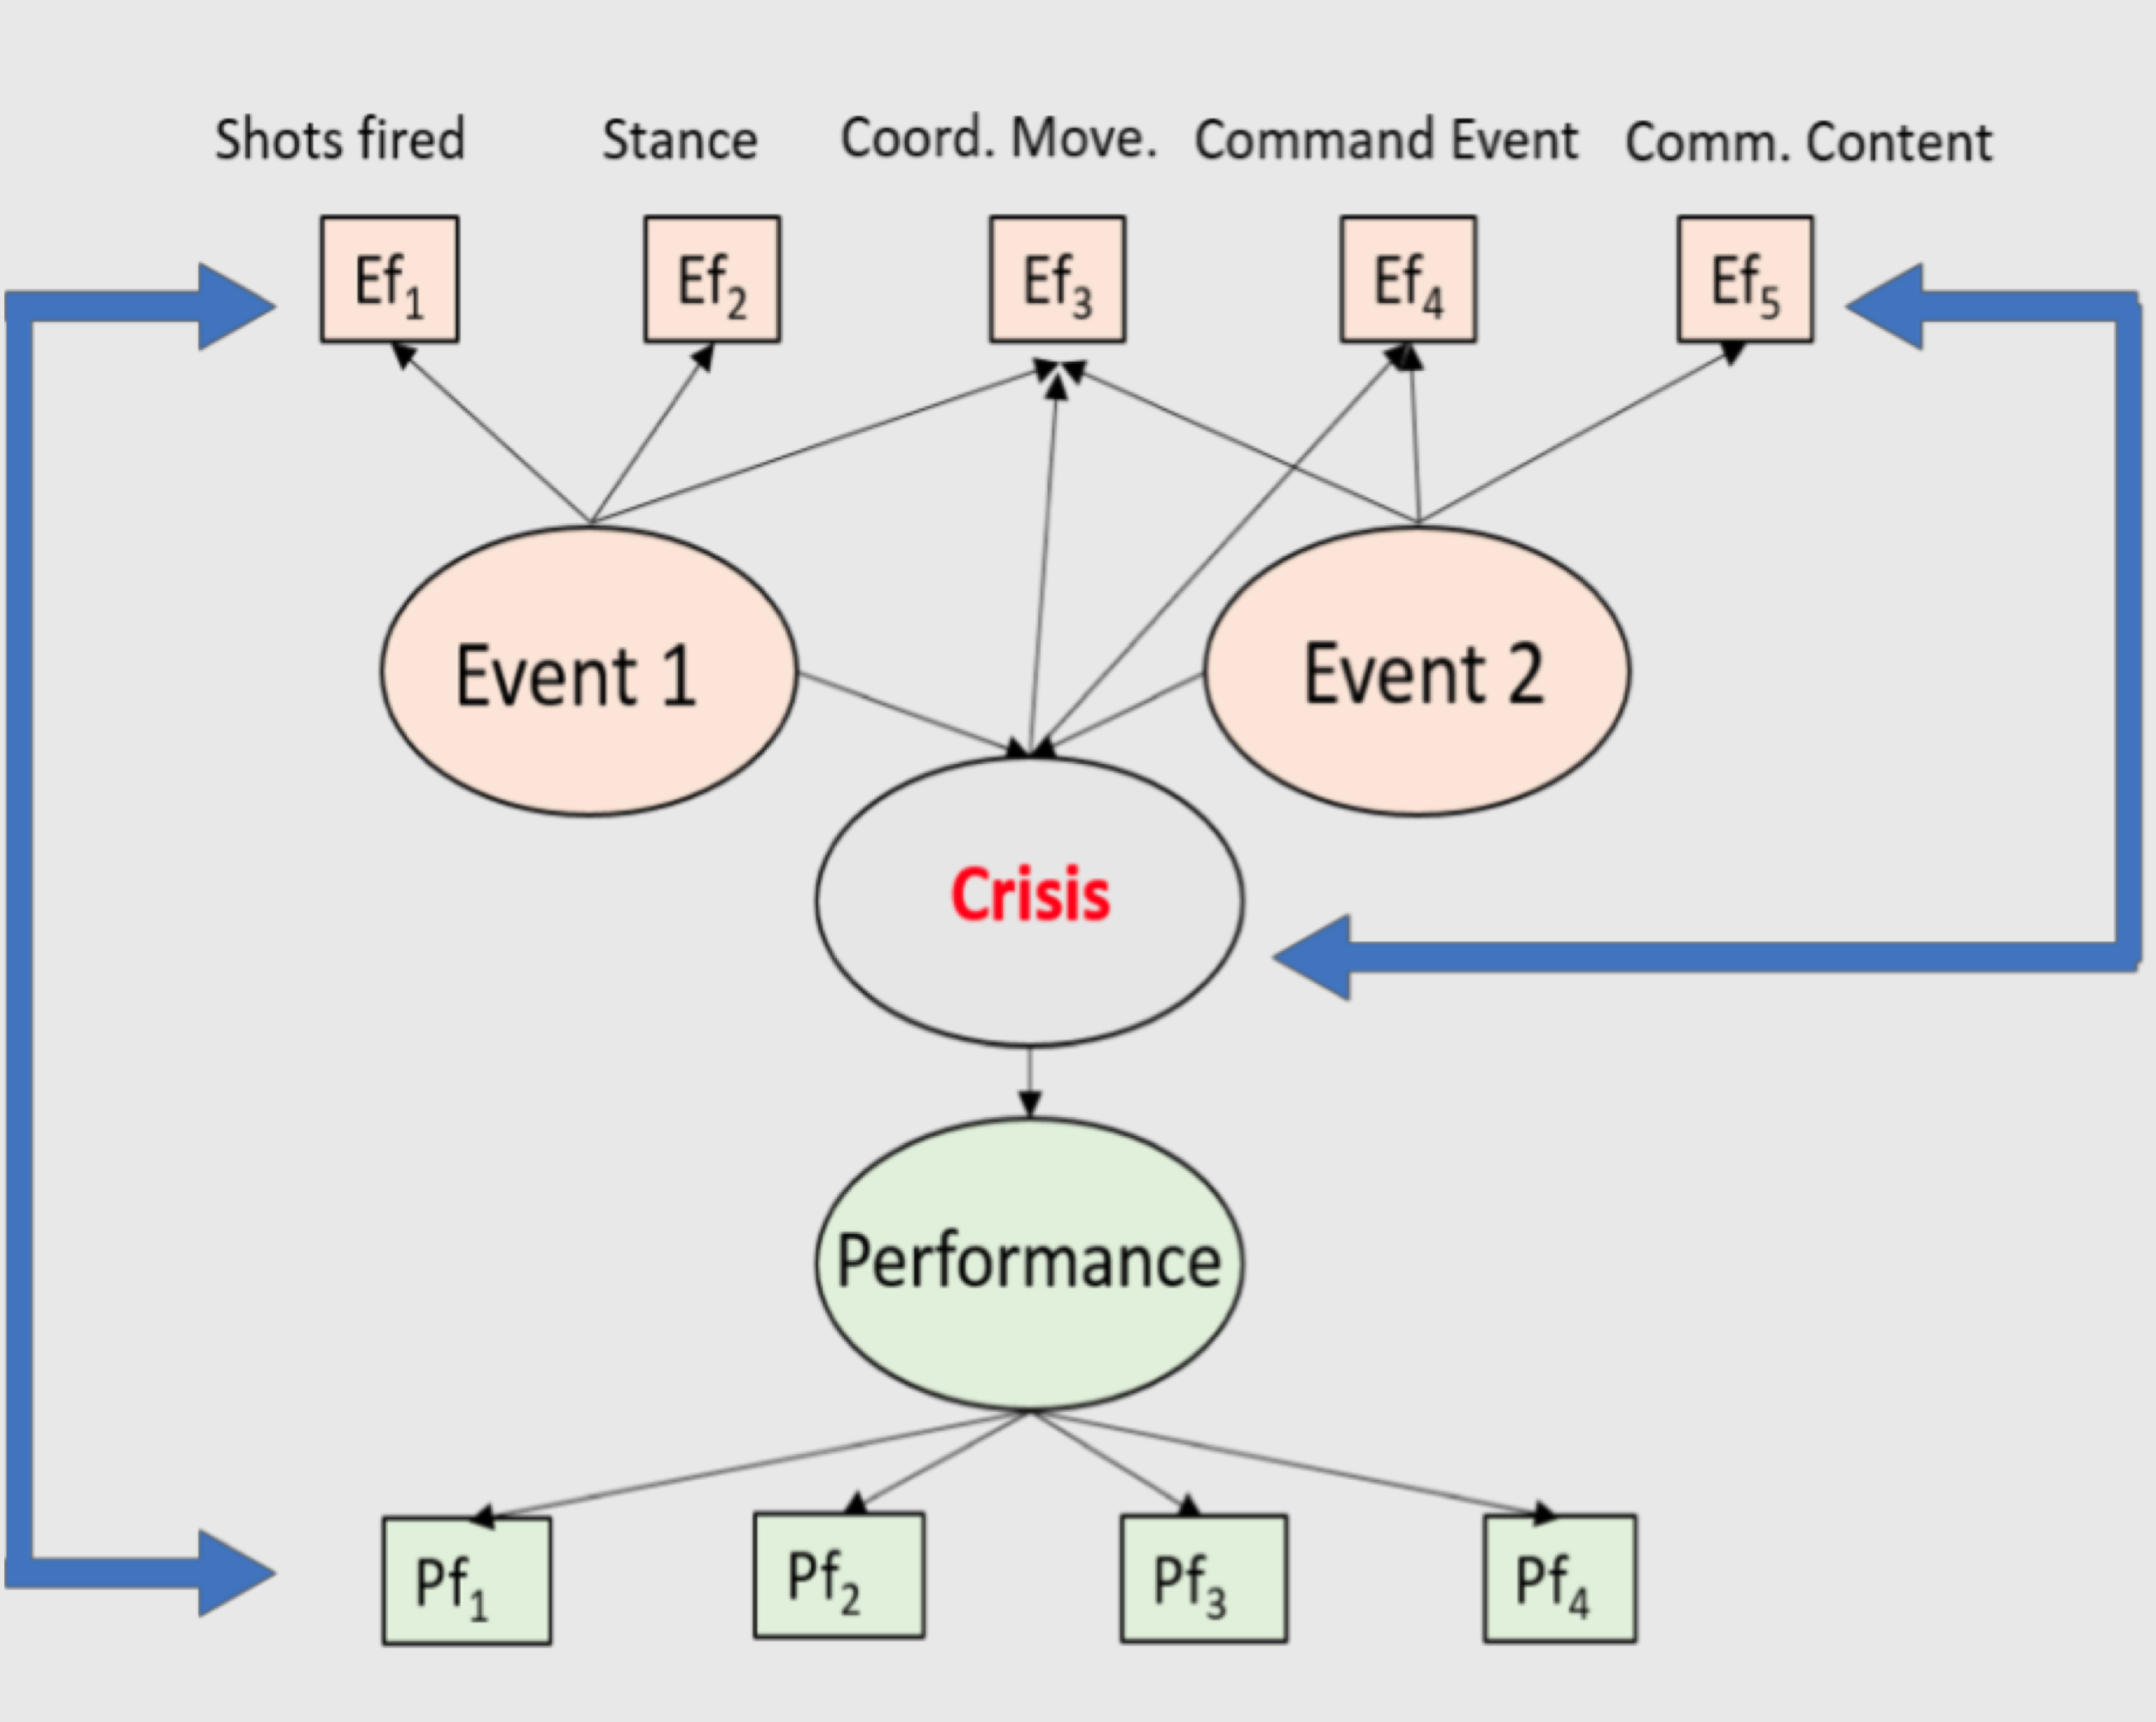 Shots fired
Stance
Coord. Move.
Command Event
Comm. Content
Ef1
Ef2
Ef3
Ef4
Ef5
Event 1
Event 2
Crisis
Performance
Pf1
Pf2
Pf3
Pf4